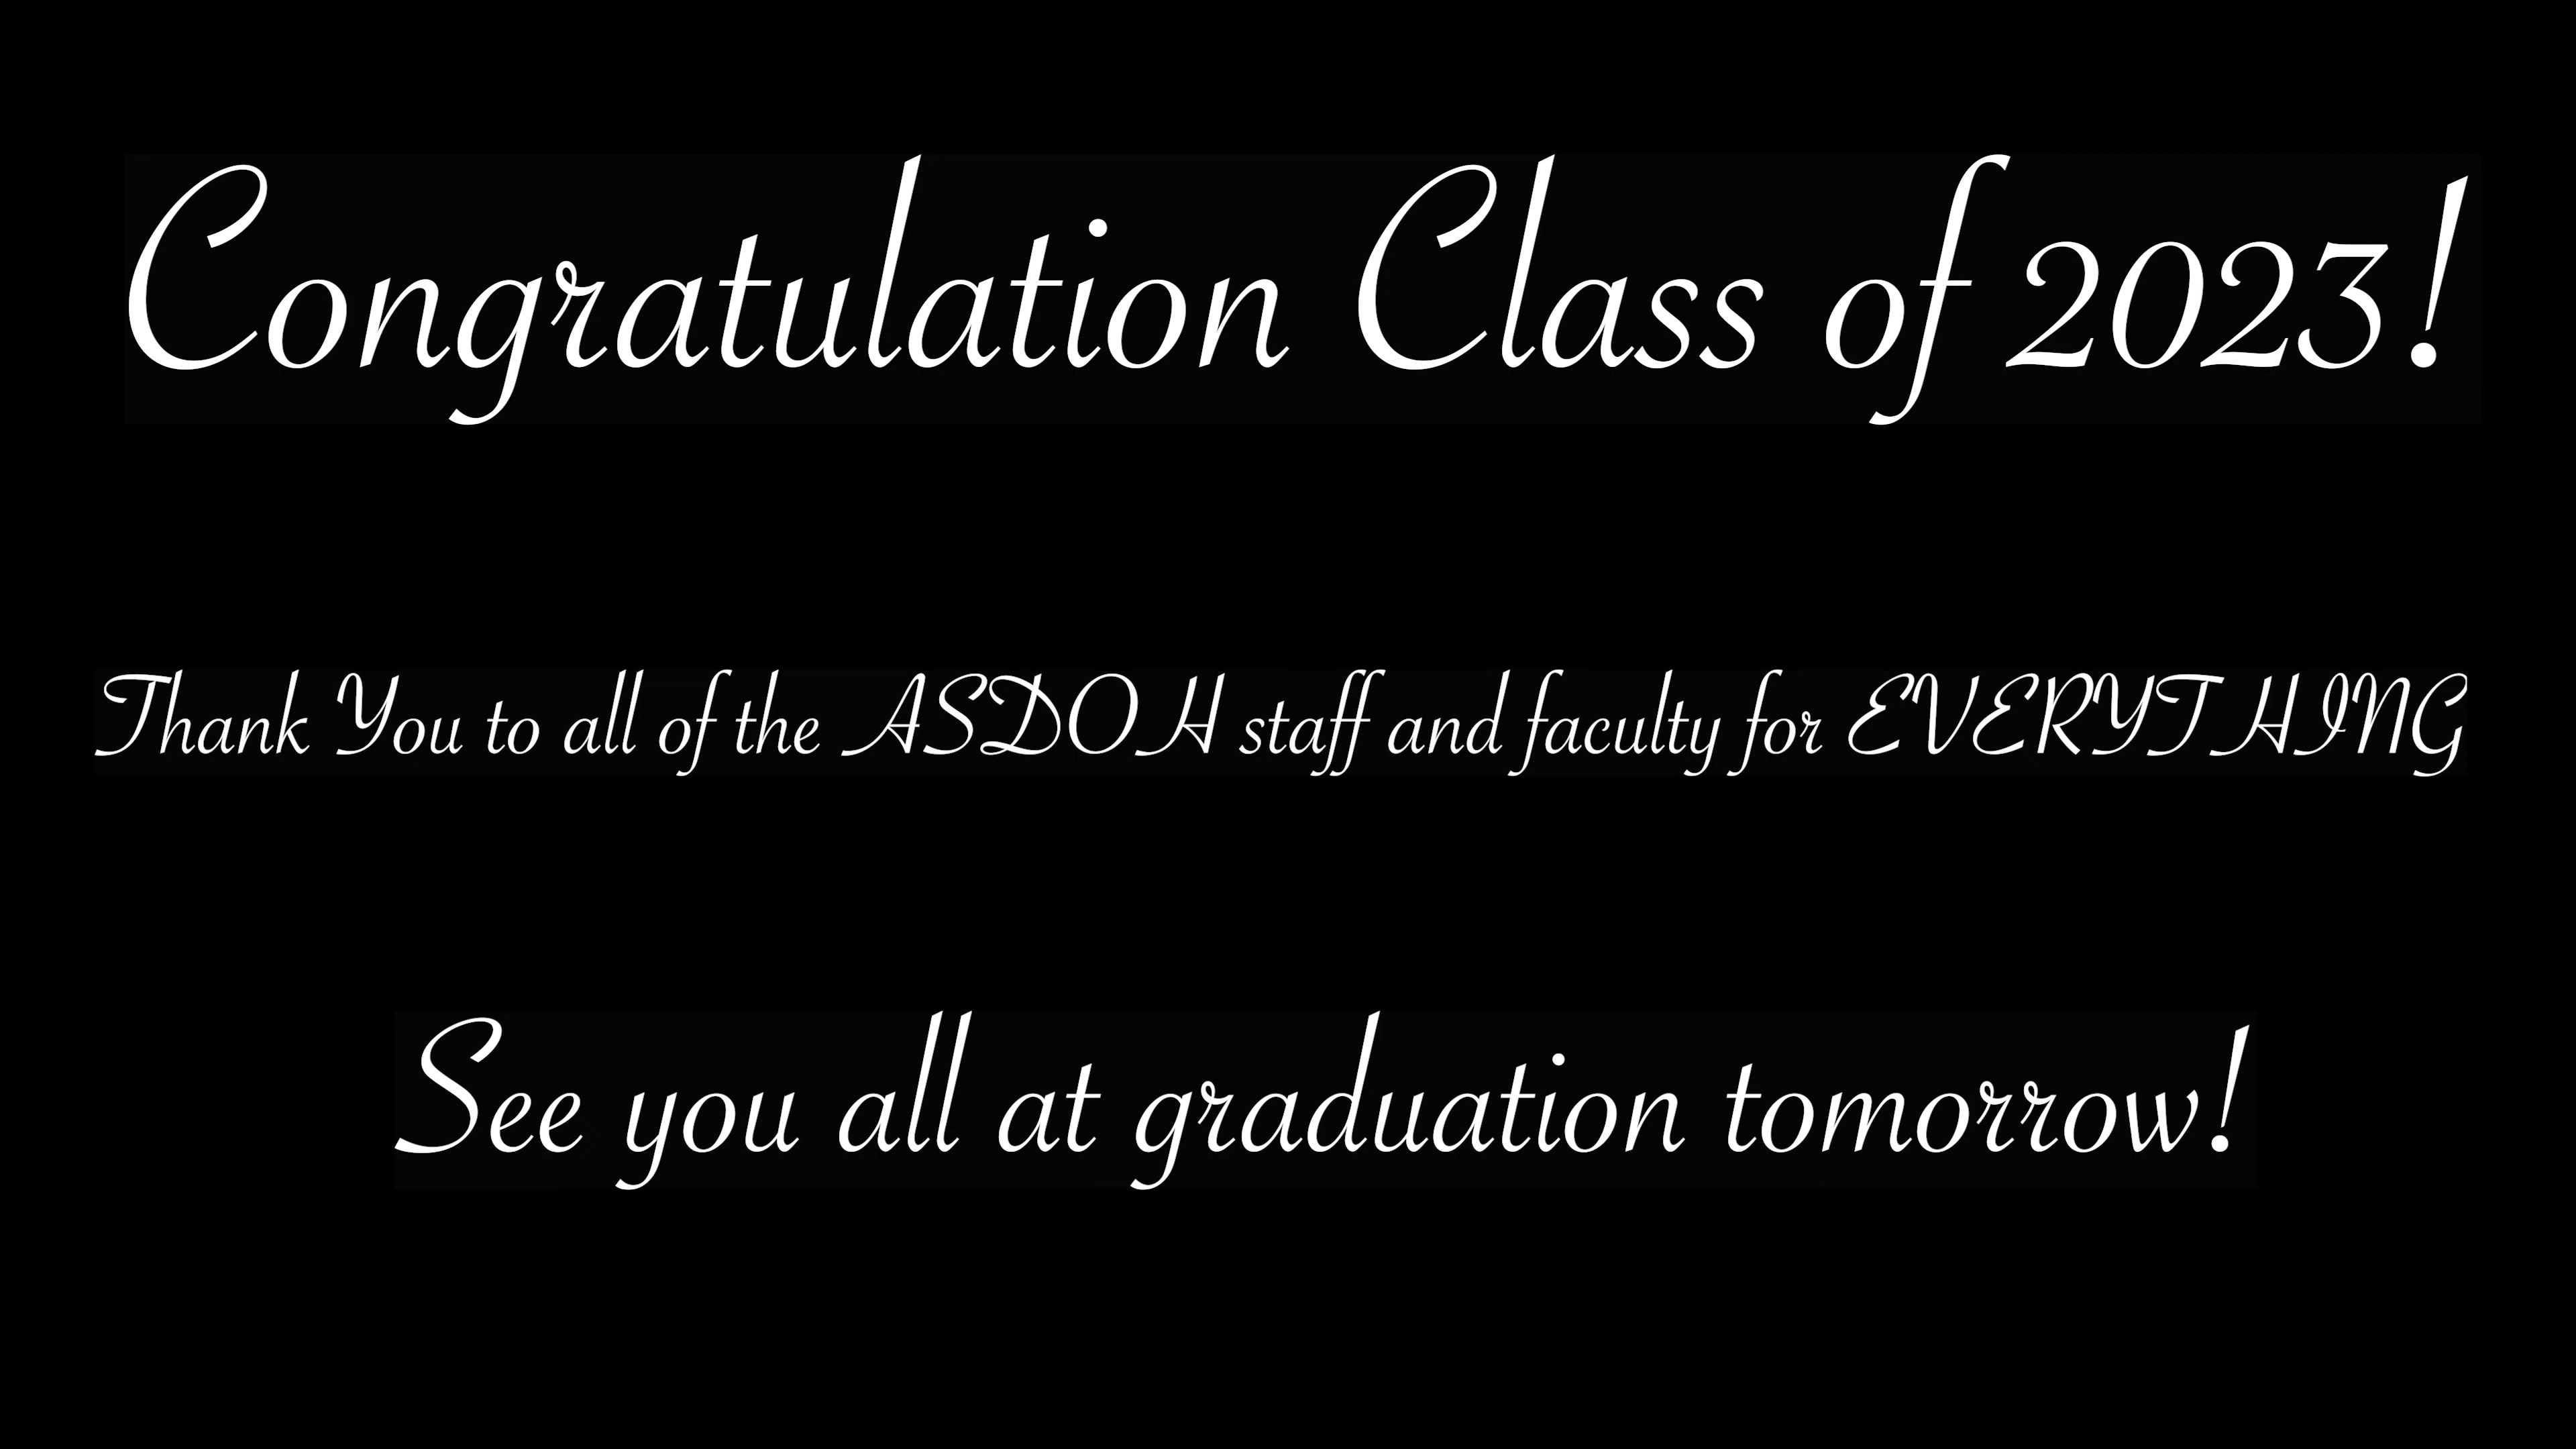 Congratulation Class of 2023!
Thank You to all of the ASDOH staff and faculty for EVERYTHING
See you all at graduation tomorrow!